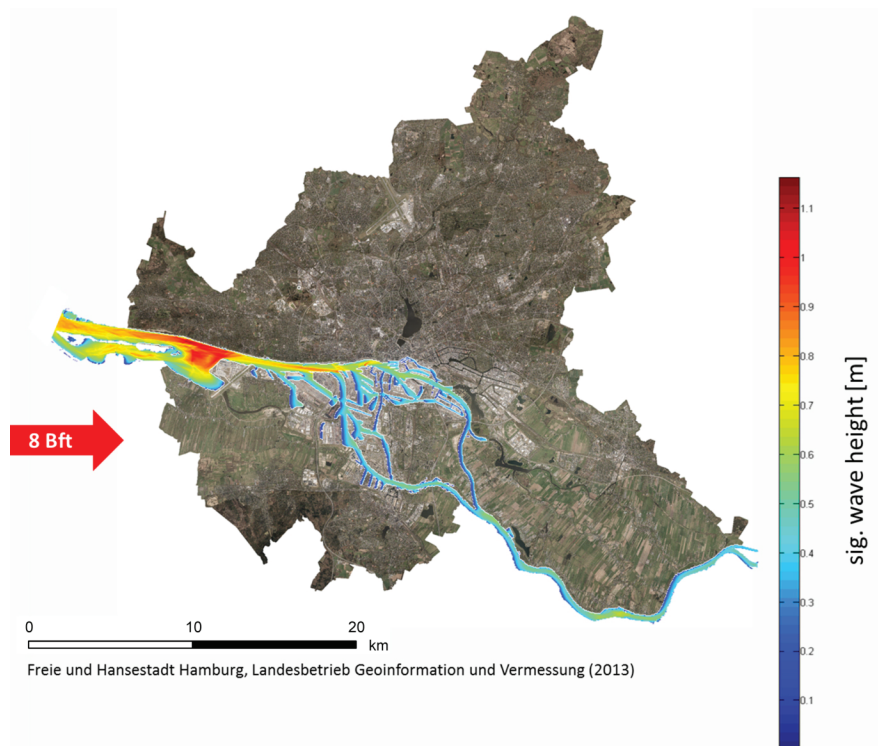 8 Bft
1.1
1
0.9
0.8
0.7
0.6
0.5
0.4
0.3
0.2
0.1
sig. wave height [m]
0 10 20
km
Freie und Hansestadt Hamburg, Landesbetrieb Geoinformation und Vermessung (2013)